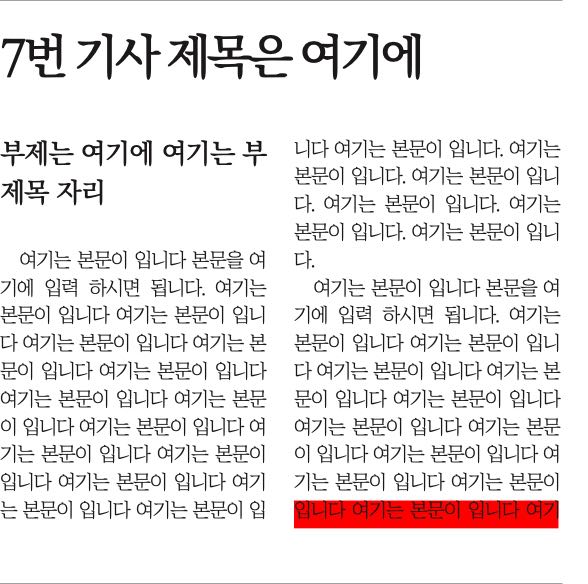 7번 기사 제목은 여기에
부제는 여기에 여기는 부
제목 자리
여기는 본문이 입니다 본문을 여
기에 입력 하시면 됩니다. 여기는
본문이 입니다 여기는 본문이 입니
다 여기는 본문이 입니다 여기는 본
문이 입니다 여기는 본문이 입니다
여기는 본문이 입니다 여기는 본문
이 입니다 여기는 본문이 입니다 여
기는 본문이 입니다 여기는 본문이
입니다 여기는 본문이 입니다 여기
는 본문이 입니다 여기는 본문이 입
니다 여기는 본문이 입니다. 여기는
본문이 입니다. 여기는 본문이 입니
다. 여기는 본문이 입니다. 여기는
본문이 입니다. 여기는 본문이 입니
다.
여기는 본문이 입니다 본문을 여
기에 입력 하시면 됩니다. 여기는
본문이 입니다 여기는 본문이 입니
다 여기는 본문이 입니다 여기는 본
문이 입니다 여기는 본문이 입니다
여기는 본문이 입니다 여기는 본문
이 입니다 여기는 본문이 입니다 여
기는 본문이 입니다 여기는 본문이
입니다 여기는 본문이 입니다 여기